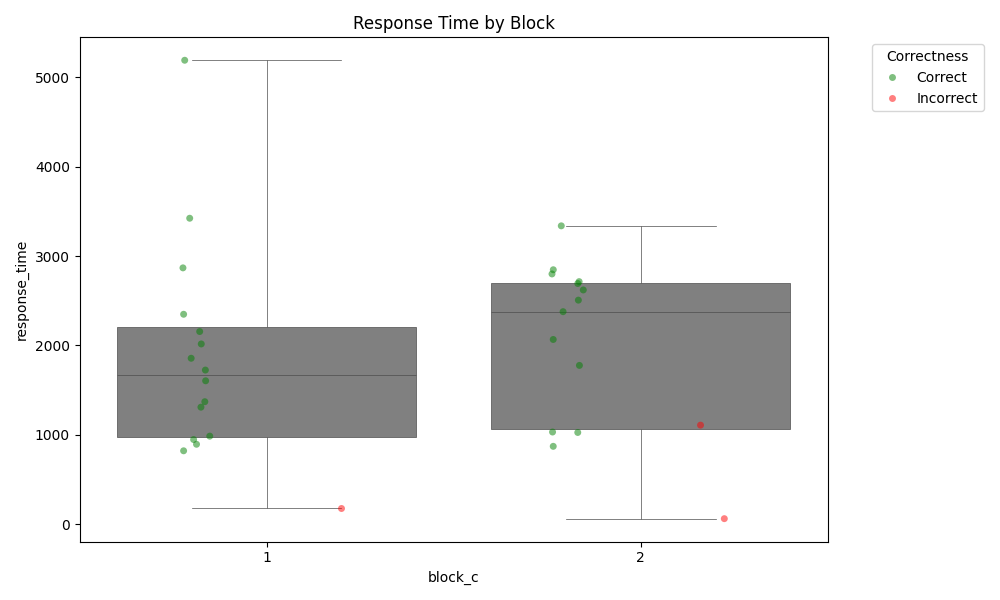 Response Time by Block
Correctness
Correct
Incorrect
5000
4000
3000
2000
1000
0
response_time
1
2
block_c